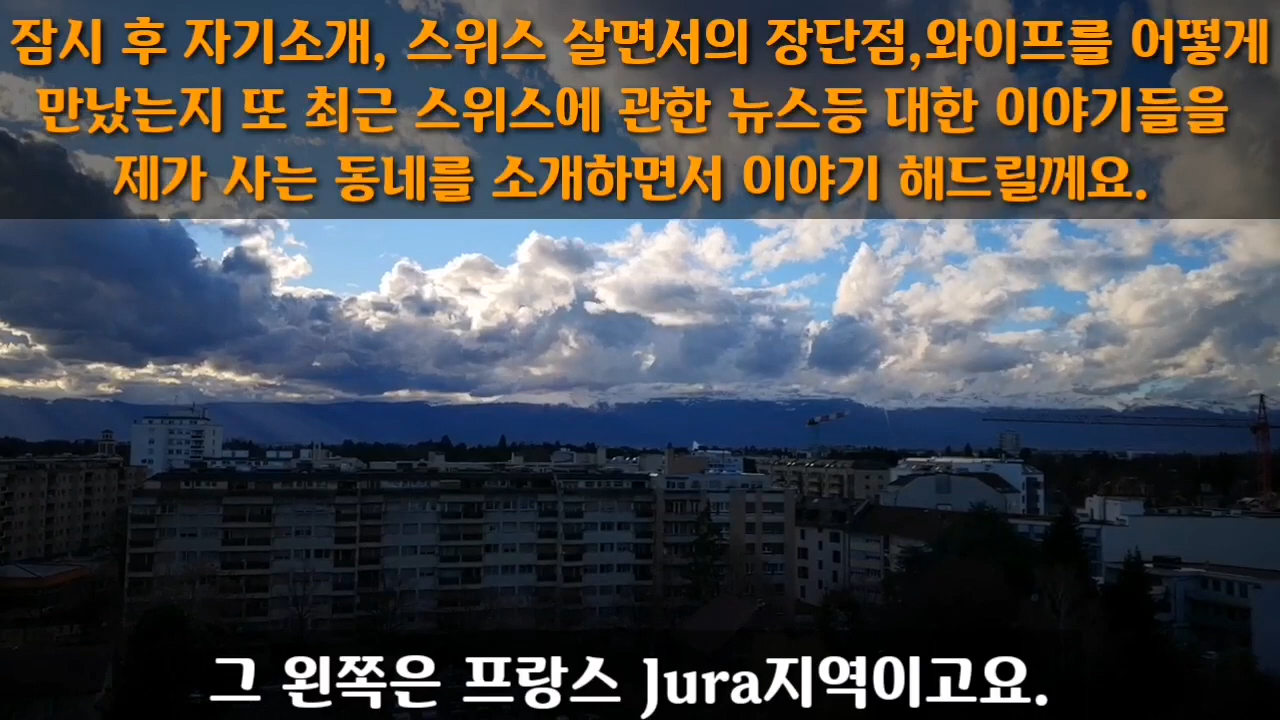 잠시 후 자기소개, 스위스 살면서의 장단점,와이프를 어떻게
만났는지 또 최근 스위스에 관한 뉴스등 대한 이야기들을
제가 사는 동네를 소개하면서 이야기 해드릴께요.
그 왼쪽은 프랑스 Jura지역이고요.